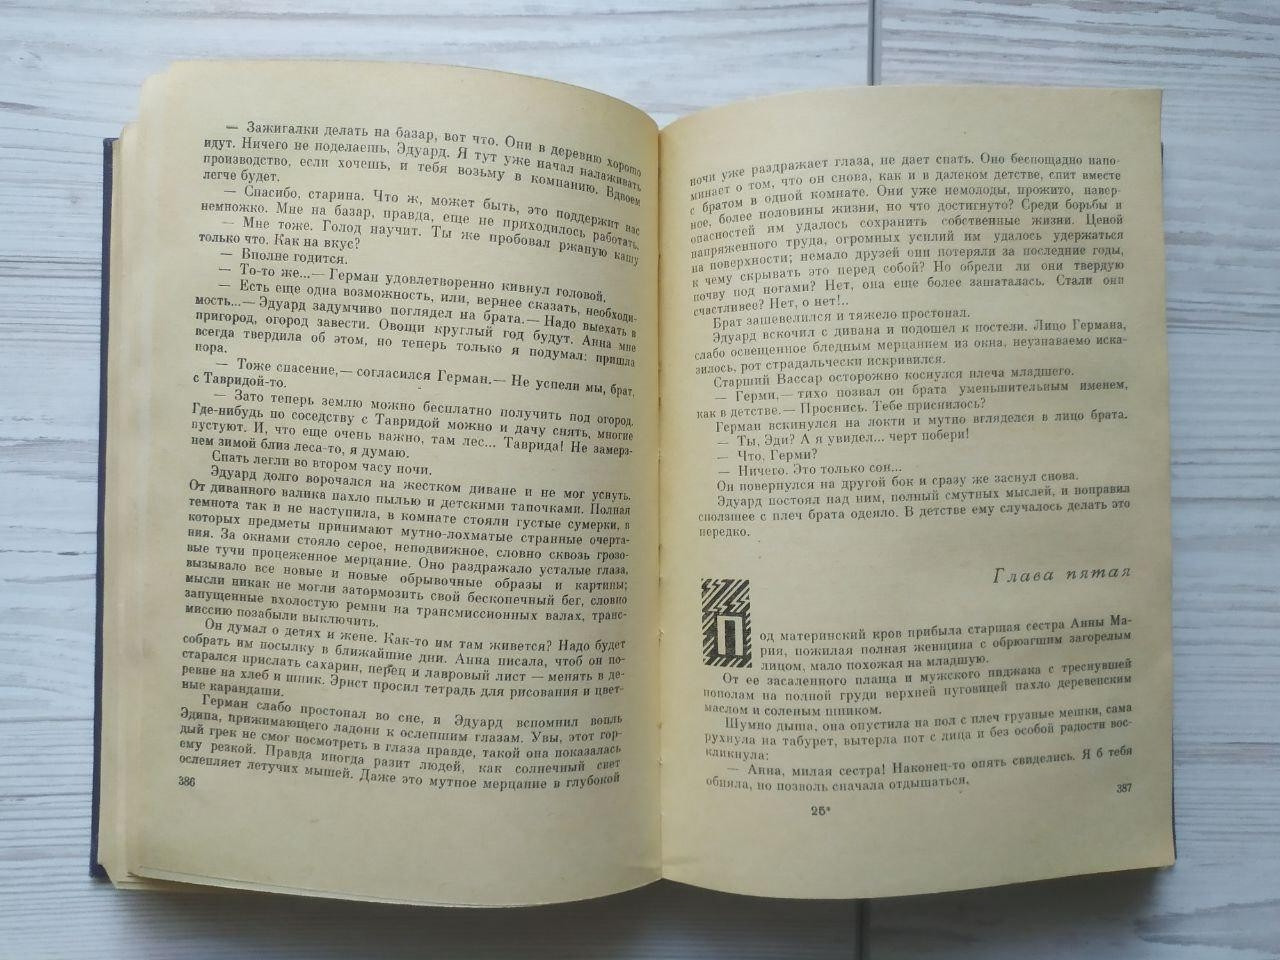 — Зажигалки делать на базар, вот что. Они в деревню хорошо
идут. Ничего не поделаешь, Эдуард. Я тут уже начал налаживать
производство, если хочешь, и тебя возьму в компанию. Вдвоем
легче будет.
— Спасибо, старина. Что ж, может быть, это поддержит нас
немножко. Мне на базар, правда, еще не приходилось работать.
— Мне тоже. Голод научит. Ты же пробовал ржаную кашу
только что. Как на вкус?
— Вполне годится.
— То-то же...— Герман удовлетворенно кивнул головой.
— Есть еще одна возможность, или, вернее сказать, необходи-
мость...— Эдуард задумчиво поглядел на брата.— Надо выехать в
пригород, огород завести. Овощи круглый год будут. Анна мне
всегда твердила об этом, но теперь только я подумал: пришла
пора.
— Тоже спасение,— согласился Герман.— Не успели мы, брат,
с Тавридой-то.
— Зато теперь землю можно бесплатно получить под огород.
Где-нибудь по соседству с Тавридой можно и дачу снять, многие
пустуют. И, что еще очень важно, там лес... Таврида! Не замерз-
нем зимой близ леса-то, я думаю.
Спать легли во втором часу ночи.
Эдуард долго ворочался на жестком диване и не мог уснуть.
От диванного валика пахло пылью и детскими тапочками. Полная
темнота так и не наступила, в комнате стояли густые сумерки, в
которых предметы принимают мутно-лохматые странные очерта-
ния. За окнами стояло серое, неподвижное, словно сквозь грозо-
вые тучи процеженное мерцание. Оно раздражало усталые глаза,
вызывало все новые и новые обрывочные образы и картины;
мысли никак не могли затормозить свой бесконечный бег, словно
запущенные вхолостую ремни на трансмиссионных валах, транс-
миссию позабыли выключить.
Он думал о детях и жене. Как-то им там живется? Надо будет
собрать им посылку в ближайшие дни. Анна писала, чтоб он по-
старался прислать сахарин, перец и лавровый лист — менять в де-
ревне на хлеб и шпик. Эрнст просил тетрадь для рисования и цвет-
ные карандаши.
Герман слабо простонал во сне, и Эдуард вспомнил вопль
Эдипа, прижимающего ладони к ослепшим глазам. Увы, этот гор-
дый грек не смог посмотреть в глаза правде, такой она показалась
ему резкой. Правда иногда разит людей, как солнечный свет
ослепляет летучих мышей. Даже это мутное мерцание в глубокой
386
ночи уже раздражает глаза, не дает спать. Оно беспощадно напо-
минает о том, что он снова, как и в далеком детстве, спит вместе
с братом в одной комнате. Они уже немолоды, прожито, навер-
ное, более половины жизни, но что достигнуто? Среди борьбы и
опасностей им удалось сохранить собственные жизни. Ценой
напряженного труда, огромных усилий им удалось удержаться
на поверхности; немало друзей они потеряли за последние годы,
к чему скрывать это перед собой? Но обрели ли они твердую
почву под ногами? Нет, она еще более зашаталась. Стали они
счастливее? Нет, о нет!..
Брат зашевелился и тяжело простонал.
Эдуард вскочил с дивана и подошел к постели. Лицо Германа,
слабо освещенное бледным мерцанием из окна, неузнаваемо иска-
зилось, рот страдальчески искривился.
Старший Вассар осторожно коснулся плеча младшего.
— Герми,— тихо позвал он брата уменьшительным именем,
как в детстве.— Проснись. Тебе приснилось?
Герман вскинулся на локти и мутно вгляделся в лицо брата.
— Ты, Эди? А я увидел... черт побери!
— Что, Герми?
— Ничего. Это только сон...
Он повернулся на другой бок и сразу же заснул снова.
Эдуард постоял над ним, полный смутных мыслей, и поправил
сползшее с плеч брата одеяло. В детстве ему случалось делать это
нередко.
Глава пятая
Под материнский кров прибыла старшая сестра Анны Ма-
рия, пожилая полная женщина с обрюзгшим загорелым
лицом, мало похожая на младшую.
От ее засаленного плаща и мужского пиджака с треснувшей
пополам на полной груди верхней пуговицей пахло деревенским
маслом и соленым шпиком.
Шумно дыша, она опустила на пол с плеч грузные мешки, сама
рухнула на табурет, вытерла пот с лица и без особой радости вос-
кликнула:
— Анна, милая сестра! Наконец-то опять свиделись. Я б тебя
обняла, но позволь сначала отдышаться.
387
25*